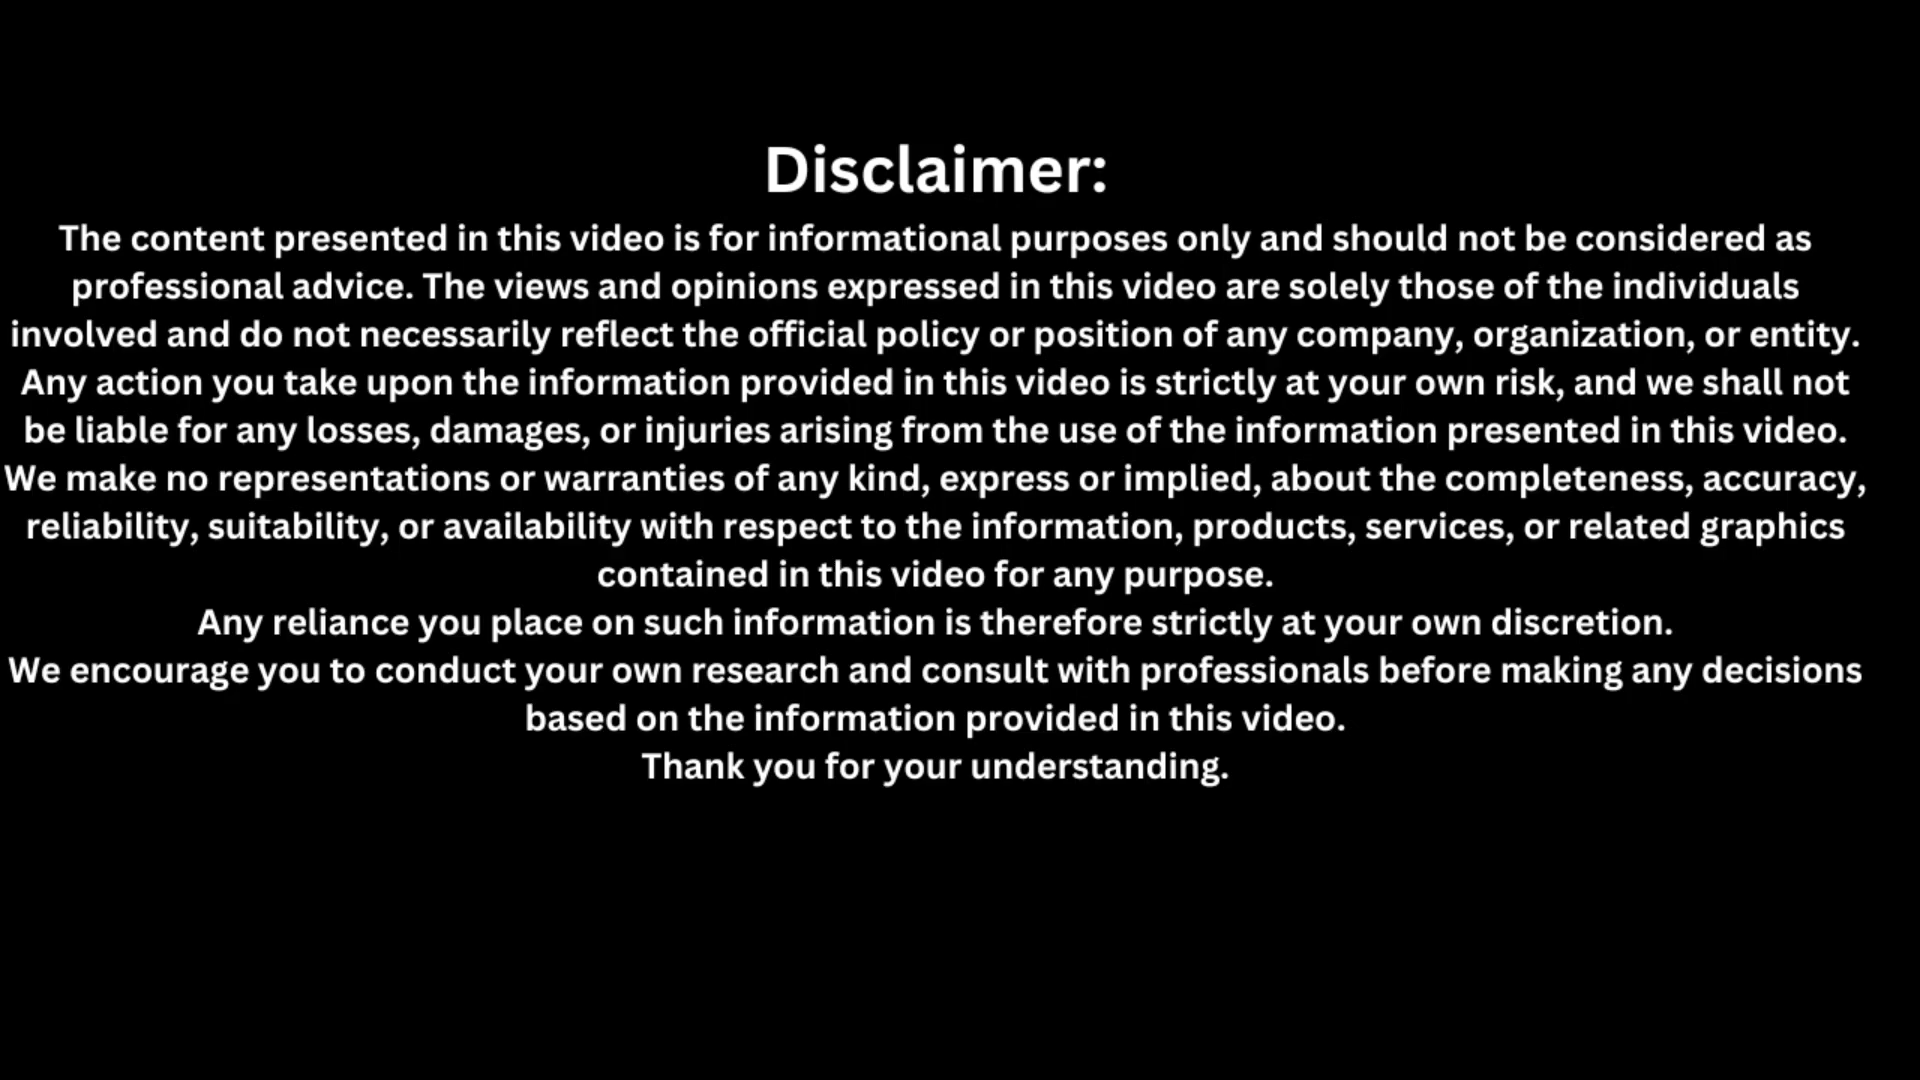 Disclaimer:
The content presented in this video is for informational purposes only and should not be considered as
professional advice. The views and opinions expressed in this video are solely those of the individuals
involved and do not necessarily reflect the official policy or position of any company, organization, or entity.
Any action you take upon the information provided in this video is strictly at your own risk, and we shall not
be liable for any losses, damages, or injuries arising from the use of the information presented in this video.
We make no representations or warranties of any kind, express or implied, about the completeness, accuracy,
reliability, suitability, or availability with respect to the information, products, services, or related graphics
contained in this video for any purpose.
Any reliance you place on such information is therefore strictly at your own discretion.
We encourage you to conduct your own research and consult with professionals before making any decisions
based on the information provided in this video.
Thank you for your understanding.